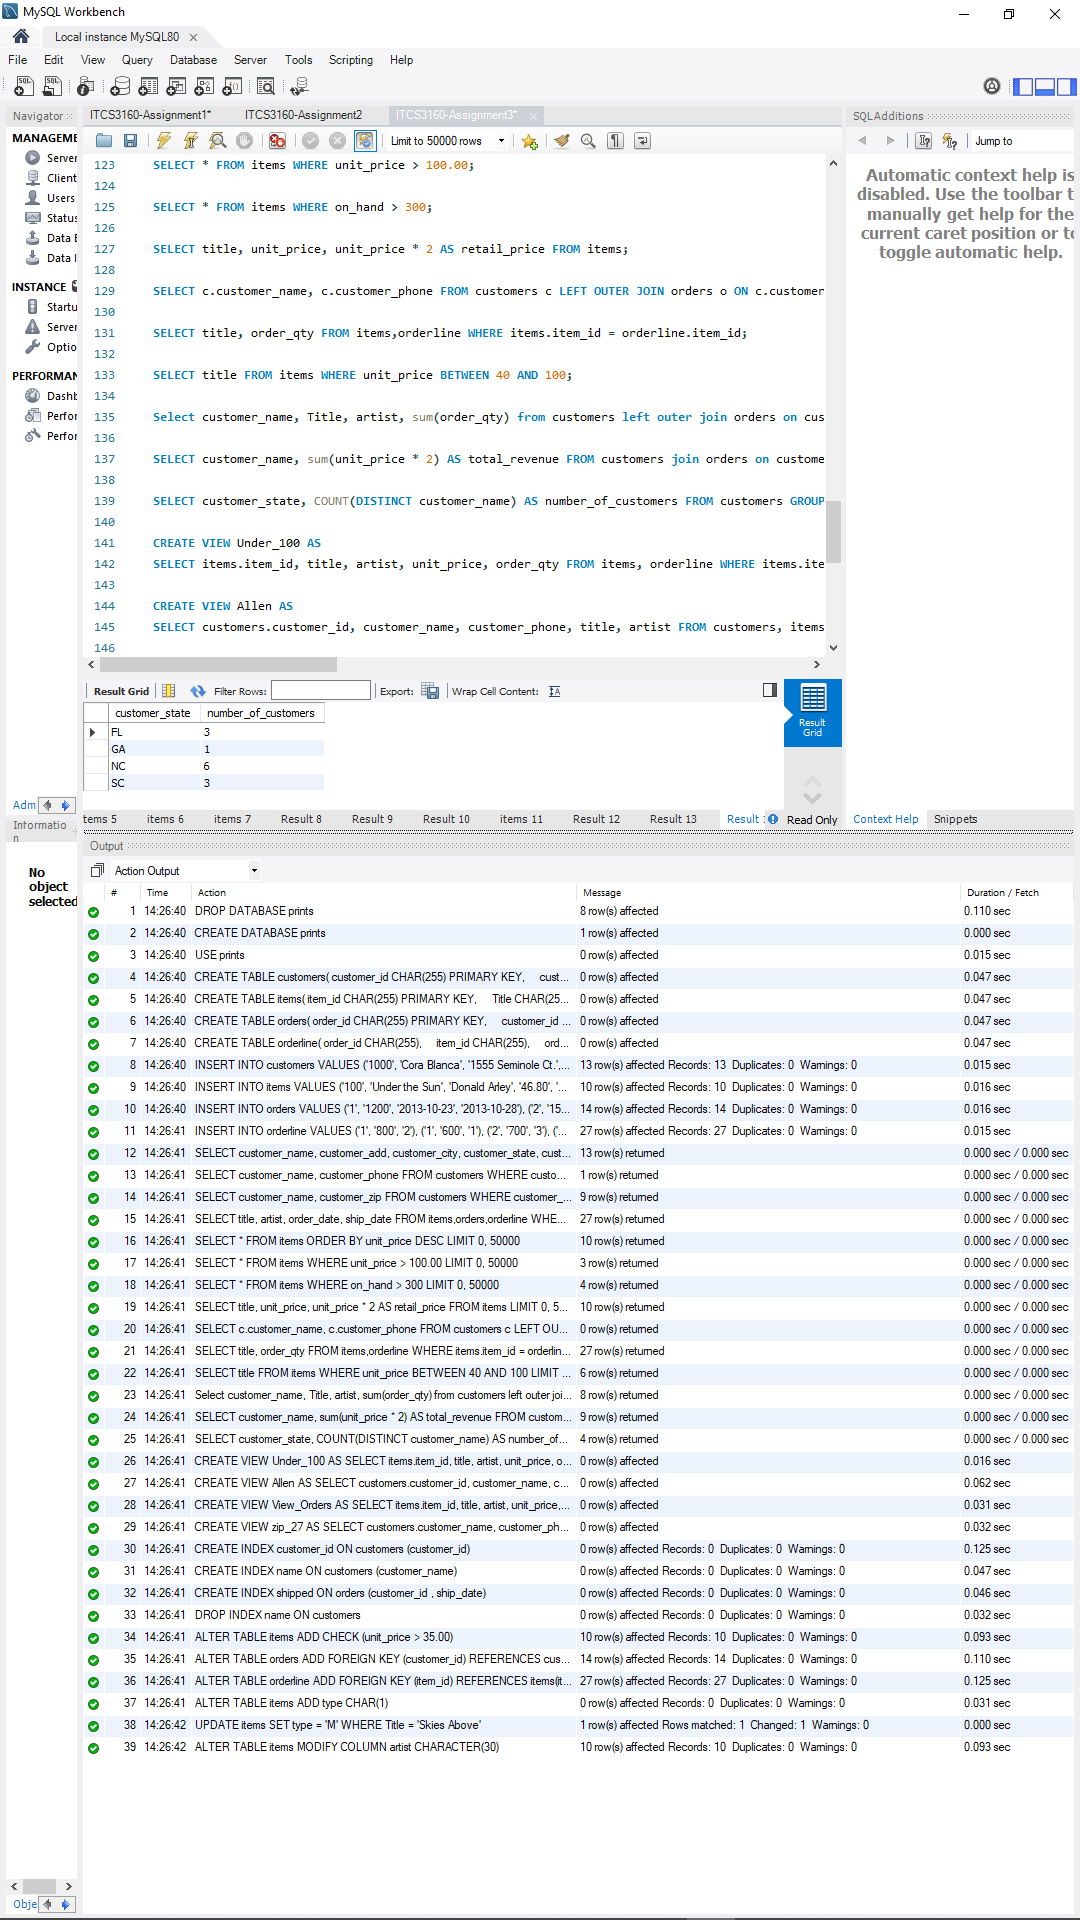 MySQL Workbench
Local instance MySQL80
File Edit View Query Database Server Tools Scripting Help
Navigator
MANAGEME
Server
Client
Users
Status
Data E
Data I
INSTANCE
Startu
Server
Optio
PERFORMAN
Dashb
Perfor
Perfor
Adm
Informatio
n
No
object
selected
Obje
ITCS3160-Assignment1* ITCS3160-Assignment2 ITCS3160-Assignment3*
Limit to 50000 rows
123 SELECT * FROM items WHERE unit_price > 100.00;
124
125 SELECT * FROM items WHERE on_hand > 300;
126
127 SELECT title, unit_price, unit_price * 2 AS retail_price FROM items;
128
129 SELECT c.customer_name, c.customer_phone FROM customers c LEFT OUTER JOIN orders o ON c.customer
130
131 SELECT title, order_qty FROM items,orderline WHERE items.item_id = orderline.item_id;
132
133 SELECT title FROM items WHERE unit_price BETWEEN 40 AND 100;
134
135 Select customer_name, Title, artist, sum(order_qty) from customers left outer join orders on cus
136
137 SELECT customer_name, sum(unit_price * 2) AS total_revenue FROM customers join orders on custome
138
139 SELECT customer_state, COUNT(DISTINCT customer_name) AS number_of_customers FROM customers GROUP
140
141 CREATE VIEW Under_100 AS
142 SELECT items.item_id, title, artist, unit_price, order_qty FROM items, orderline WHERE items.ite
143
144 CREATE VIEW Allen AS
145 SELECT customers.customer_id, customer_name, customer_phone, title, artist FROM customers, items
146
Result Grid Filter Rows: Export: Wrap Cell Content:
customer_state number_of_customers
FL 3
GA 1
NC 6
SC 3
Result
Grid
tems 5 items 6 items 7 Result 8 Result 9 Result 10 items 11 Result 12 Result 13 Result Read Only
SQLAdditions
Jump to
Automatic context help is
disabled. Use the toolbar t
manually get help for the
current caret position or to
toggle automatic help.
Context Help Snippets
Output
Action Output
# Time Action Message Duration / Fetch
1 14:26:40 DROP DATABASE prints 8 row(s) affected 0.110 sec
2 14:26:40 CREATE DATABASE prints 1 row(s) affected 0.000 sec
3 14:26:40 USE prints 0 row(s) affected 0.015 sec
4 14:26:40 CREATE TABLE customers( customer_id CHAR(255) PRIMARY KEY, cust... 0 row(s) affected 0.047 sec
5 14:26:40 CREATE TABLE items( item_id CHAR(255) PRIMARY KEY, Title CHAR(25... 0 row(s) affected 0.047 sec
6 14:26:40 CREATE TABLE orders( order_id CHAR(255) PRIMARY KEY, customer_id ... 0 row(s) affected 0.047 sec
7 14:26:40 CREATE TABLE orderline( order_id CHAR(255), item_id CHAR(255), ord... 0 row(s) affected 0.047 sec
8 14:26:40 INSERT INTO customers VALUES ('1000', 'Cora Blanca', '1555 Seminole Ct.',... 13 row(s) affected Records: 13 Duplicates: 0 Warnings: 0 0.015 sec
9 14:26:40 INSERT INTO items VALUES ('100', 'Under the Sun', 'Donald Arley', '46.80', '... 10 row(s) affected Records: 10 Duplicates: 0 Warnings: 0 0.016 sec
10 14:26:40 INSERT INTO orders VALUES ('1', '1200', '2013-10-23', '2013-10-28'), ('2', '15... 14 row(s) affected Records: 14 Duplicates: 0 Warnings: 0 0.016 sec
11 14:26:41 INSERT INTO orderline VALUES ('1', '800', '2'), ('1', '600', '1'), ('2', '700', '3'), ('... 27 row(s) affected Records: 27 Duplicates: 0 Warnings: 0 0.015 sec
12 14:26:41 SELECT customer_name, customer_add, customer_city, customer_state, cust... 13 row(s) returned 0.000 sec / 0.000 sec
13 14:26:41 SELECT customer_name, customer_phone FROM customers WHERE custo... 1 row(s) returned 0.000 sec / 0.000 sec
14 14:26:41 SELECT customer_name, customer_zip FROM customers WHERE customer_... 9 row(s) returned 0.000 sec / 0.000 sec
15 14:26:41 SELECT title, artist, order_date, ship_date FROM items,orders,orderline WHE... 27 row(s) returned 0.000 sec / 0.000 sec
16 14:26:41 SELECT * FROM items ORDER BY unit_price DESC LIMIT 0, 50000 10 row(s) returned 0.000 sec / 0.000 sec
17 14:26:41 SELECT * FROM items WHERE unit_price > 100.00 LIMIT 0, 50000 3 row(s) returned 0.000 sec / 0.000 sec
18 14:26:41 SELECT * FROM items WHERE on_hand > 300 LIMIT 0, 50000 4 row(s) returned 0.000 sec / 0.000 sec
19 14:26:41 SELECT title, unit_price, unit_price * 2 AS retail_price FROM items LIMIT 0, 5... 10 row(s) returned 0.000 sec / 0.000 sec
20 14:26:41 SELECT c.customer_name, c.customer_phone FROM customers c LEFT OU... 0 row(s) returned 0.000 sec / 0.000 sec
21 14:26:41 SELECT title, order_qty FROM items,orderline WHERE items.item_id = orderlin... 27 row(s) returned 0.000 sec / 0.000 sec
22 14:26:41 SELECT title FROM items WHERE unit_price BETWEEN 40 AND 100 LIMIT ... 6 row(s) returned 0.000 sec / 0.000 sec
23 14:26:41 Select customer_name, Title, artist, sum(order_qty) from customers left outer joi... 8 row(s) returned 0.000 sec / 0.000 sec
24 14:26:41 SELECT customer_name, sum(unit_price * 2) AS total_revenue FROM custom... 9 row(s) returned 0.000 sec / 0.000 sec
25 14:26:41 SELECT customer_state, COUNT(DISTINCT customer_name) AS number_of... 4 row(s) returned 0.000 sec / 0.000 sec
26 14:26:41 CREATE VIEW Under_100 AS SELECT items.item_id, title, artist, unit_price, o... 0 row(s) affected 0.016 sec
27 14:26:41 CREATE VIEW Allen AS SELECT customers.customer_id, customer_name, c... 0 row(s) affected 0.062 sec
28 14:26:41 CREATE VIEW View_Orders AS SELECT items.item_id, title, artist, unit_price,... 0 row(s) affected 0.031 sec
29 14:26:41 CREATE VIEW zip_27 AS SELECT customers.customer_name, customer_ph... 0 row(s) affected 0.032 sec
30 14:26:41 CREATE INDEX customer_id ON customers (customer_id) 0 row(s) affected Records: 0 Duplicates: 0 Warnings: 0 0.125 sec
31 14:26:41 CREATE INDEX name ON customers (customer_name) 0 row(s) affected Records: 0 Duplicates: 0 Warnings: 0 0.047 sec
32 14:26:41 CREATE INDEX shipped ON orders (customer_id , ship_date) 0 row(s) affected Records: 0 Duplicates: 0 Warnings: 0 0.046 sec
33 14:26:41 DROP INDEX name ON customers 0 row(s) affected Records: 0 Duplicates: 0 Warnings: 0 0.032 sec
34 14:26:41 ALTER TABLE items ADD CHECK (unit_price > 35.00) 10 row(s) affected Records: 10 Duplicates: 0 Warnings: 0 0.093 sec
35 14:26:41 ALTER TABLE orders ADD FOREIGN KEY (customer_id) REFERENCES cus... 14 row(s) affected Records: 14 Duplicates: 0 Warnings: 0 0.110 sec
36 14:26:41 ALTER TABLE orderline ADD FOREIGN KEY (item_id) REFERENCES items(it... 27 row(s) affected Records: 27 Duplicates: 0 Warnings: 0 0.125 sec
37 14:26:41 ALTER TABLE items ADD type CHAR(1) 0 row(s) affected Records: 0 Duplicates: 0 Warnings: 0 0.031 sec
38 14:26:42 UPDATE items SET type = 'M' WHERE Title = 'Skies Above' 1 row(s) affected Rows matched: 1 Changed: 1 Warnings: 0 0.000 sec
39 14:26:42 ALTER TABLE items MODIFY COLUMN artist CHARACTER(30) 10 row(s) affected Records: 10 Duplicates: 0 Warnings: 0 0.093 sec